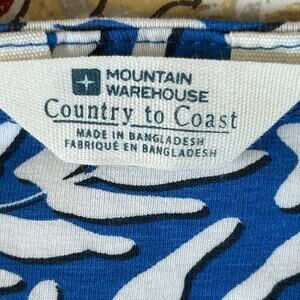 MOUNTAIN
WAREHOUSE
Country to Coast
MADE IN BANGLADESH
FABRIQUÉ EN BANGLADESH